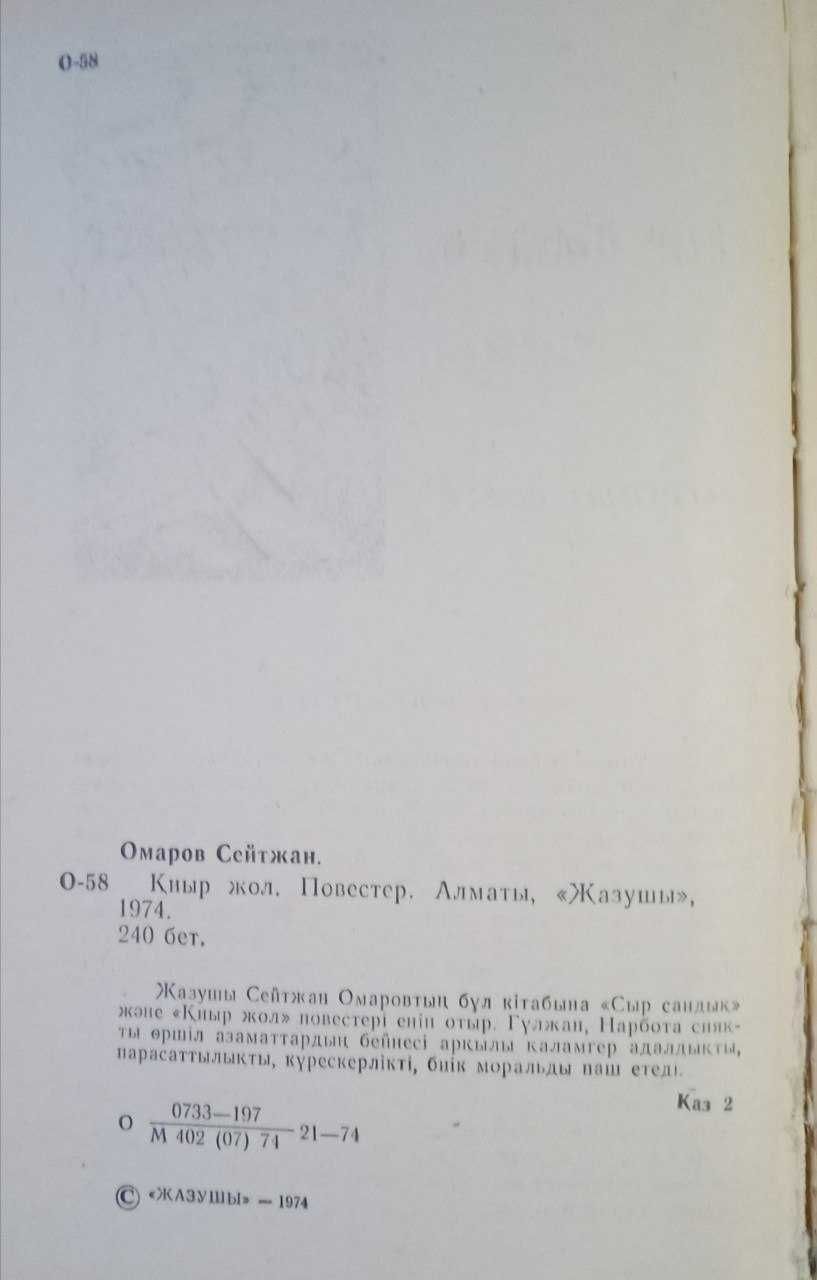 О-58
Омаров Сейтжан.
О-58 Қиыр жол. Повестер. Алматы, «Жазушы»,
1974.
240 бет.
Жазушы Сейтжан Омаровтың бұл кітабына «Сыр сандық»
және «Қиыр жол» повестері еніп отыр. Гүлжан, Нарбота сияқ-
ты өршіл азаматтардың бейнесі арқылы қаламгер адалдықты,
парасаттылықты, күрескерлікті, биік моральды паш етеді.
Каз 2
0733—197
О М 402 (07) 74 21—74
© «ЖАЗУШЫ» — 1974